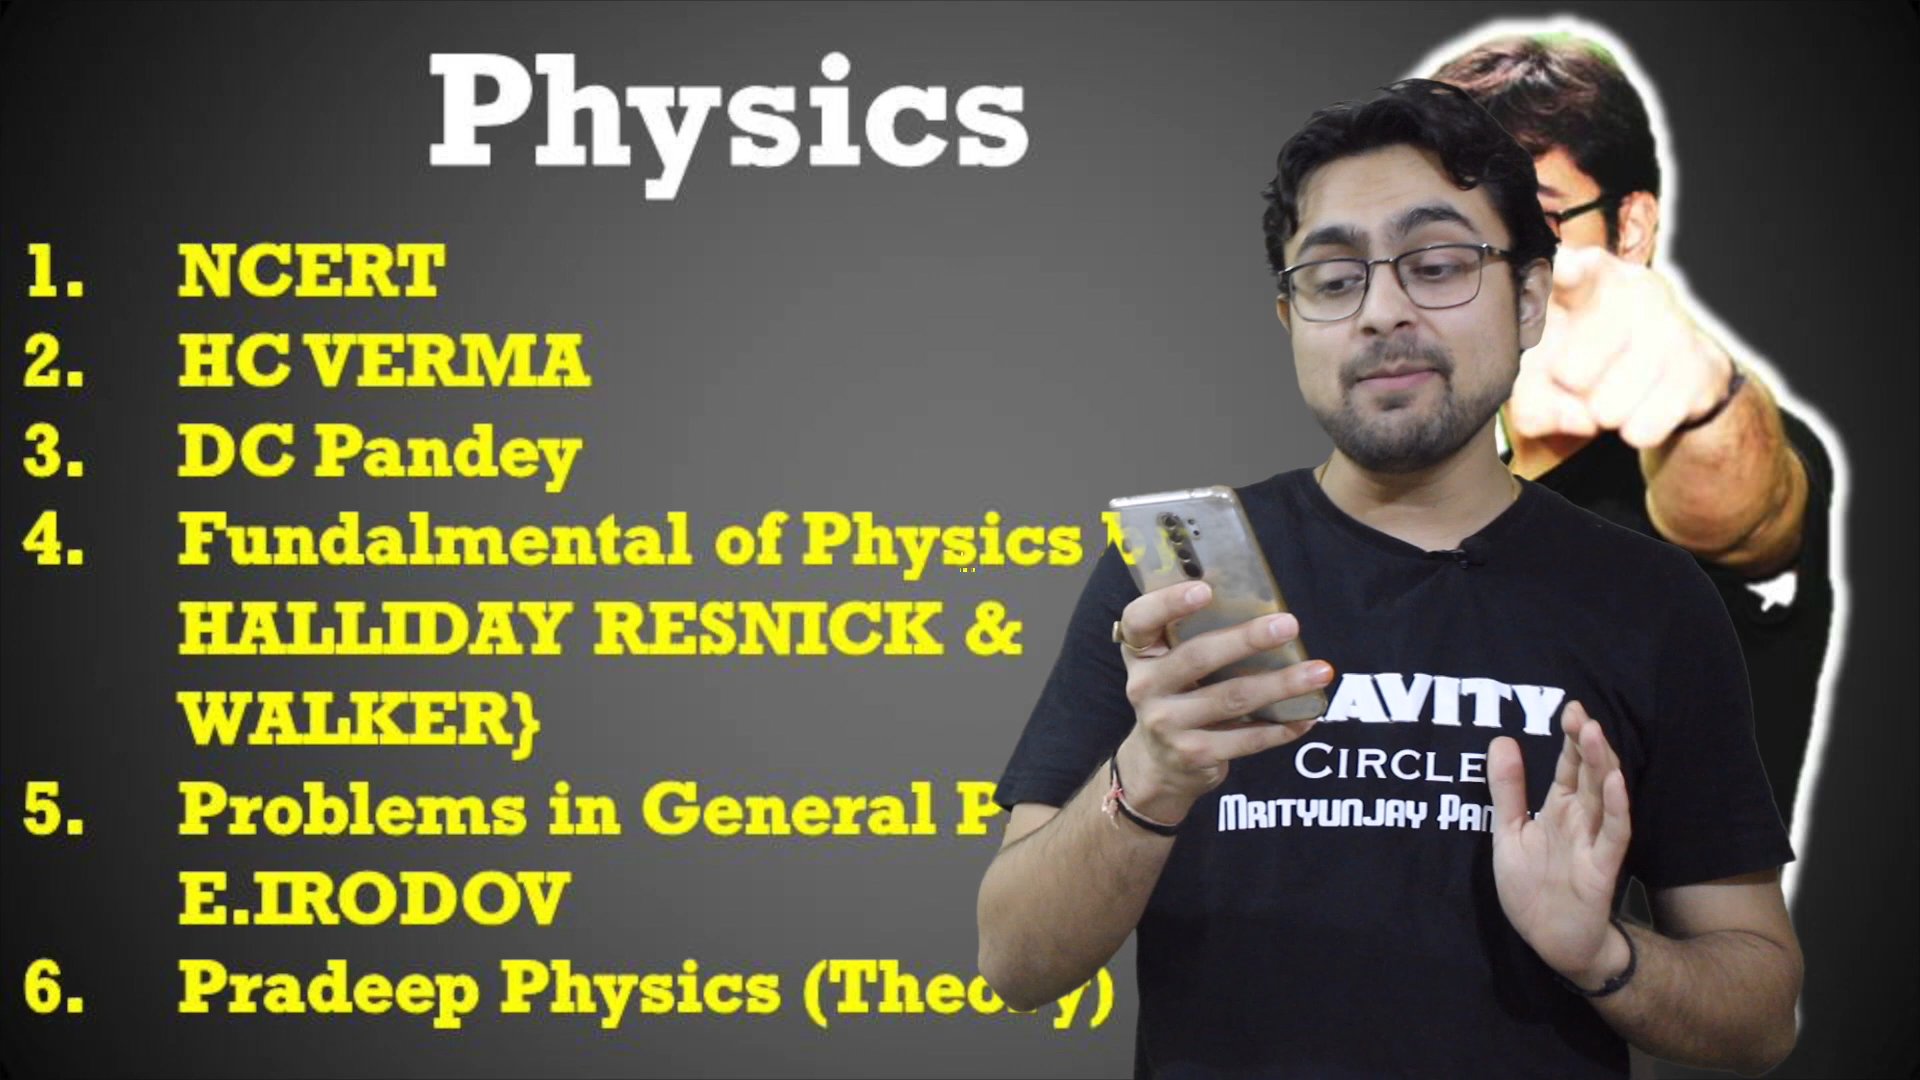 Physics
1. NCERT
2. HC VERMA
3. DC Pandey
4. Fundalmental of Physics
HALLIDAY RESNICK &
WALKER}
5. Problems in General
E.IRODOV
6. Pradeep Physics (Theory)
AVITY
CIRCLE
MRITYUNJAY